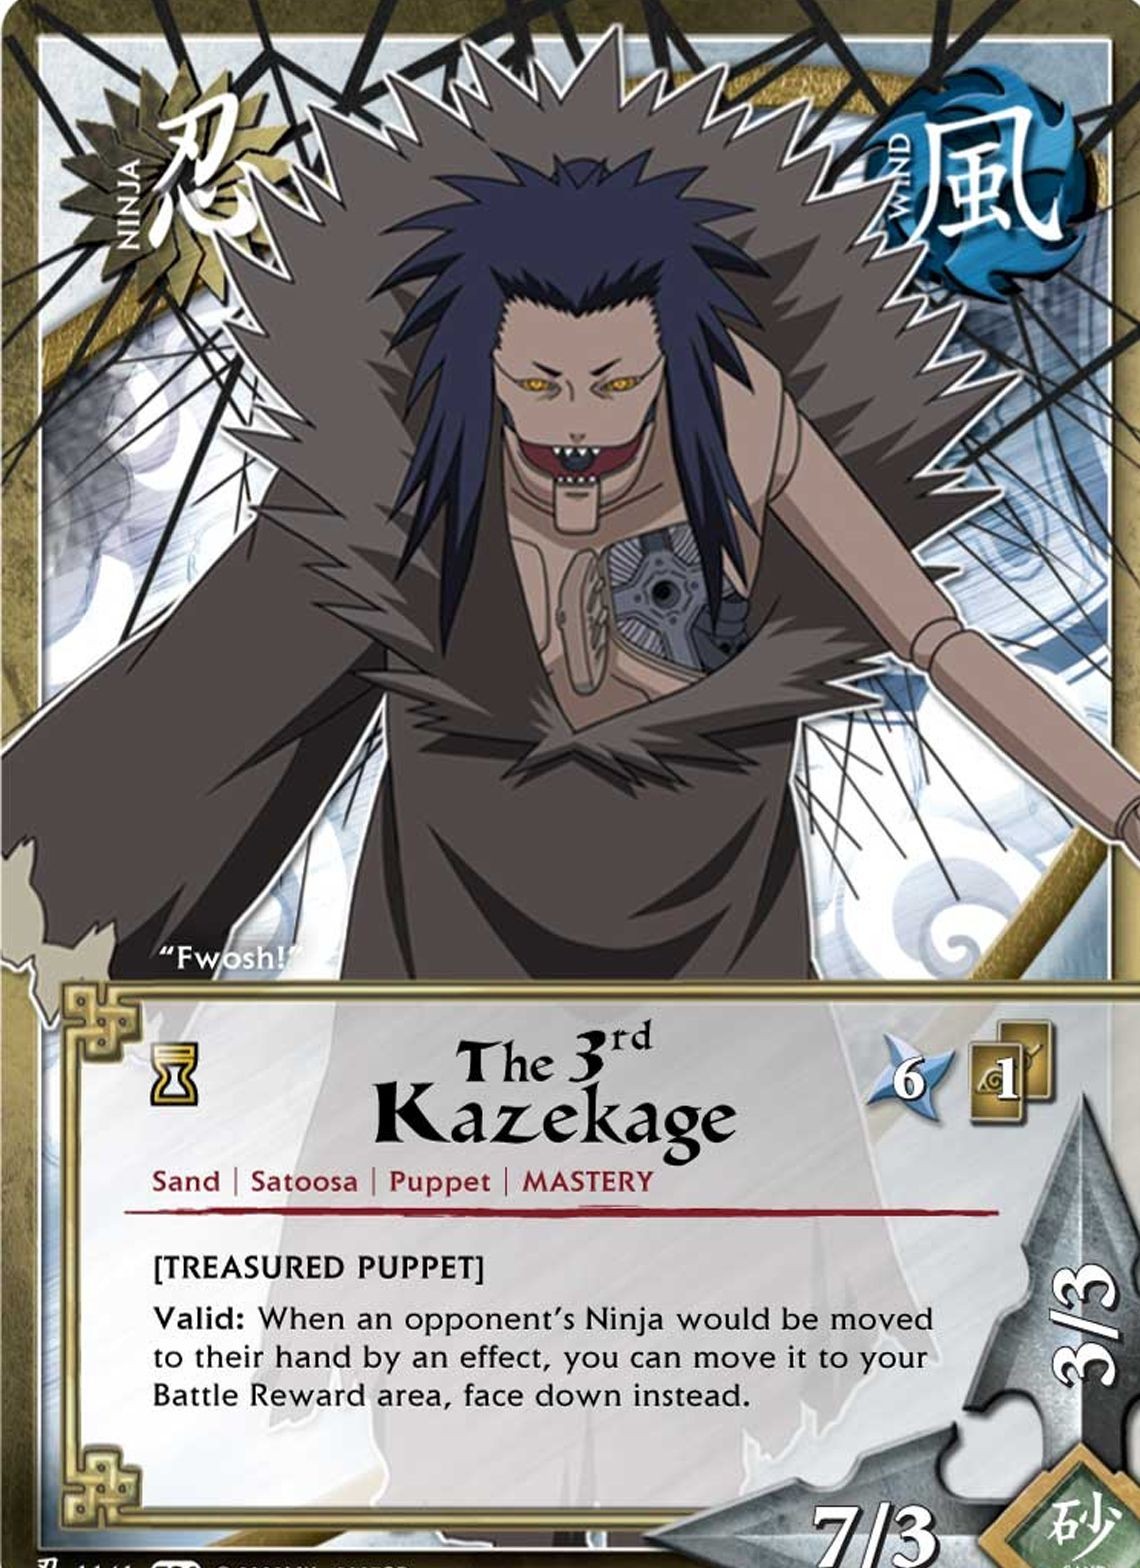 NINJA
忍
WIND
風
"Fwosh!"
The 3rd
Kazekage
6
1
Sand | Satoosa | Puppet | MASTERY
[TREASURED PUPPET]
Valid: When an opponent's Ninja would be moved
to their hand by an effect, you can move it to your
Battle Reward area, face down instead.
3/3
7/3
砂